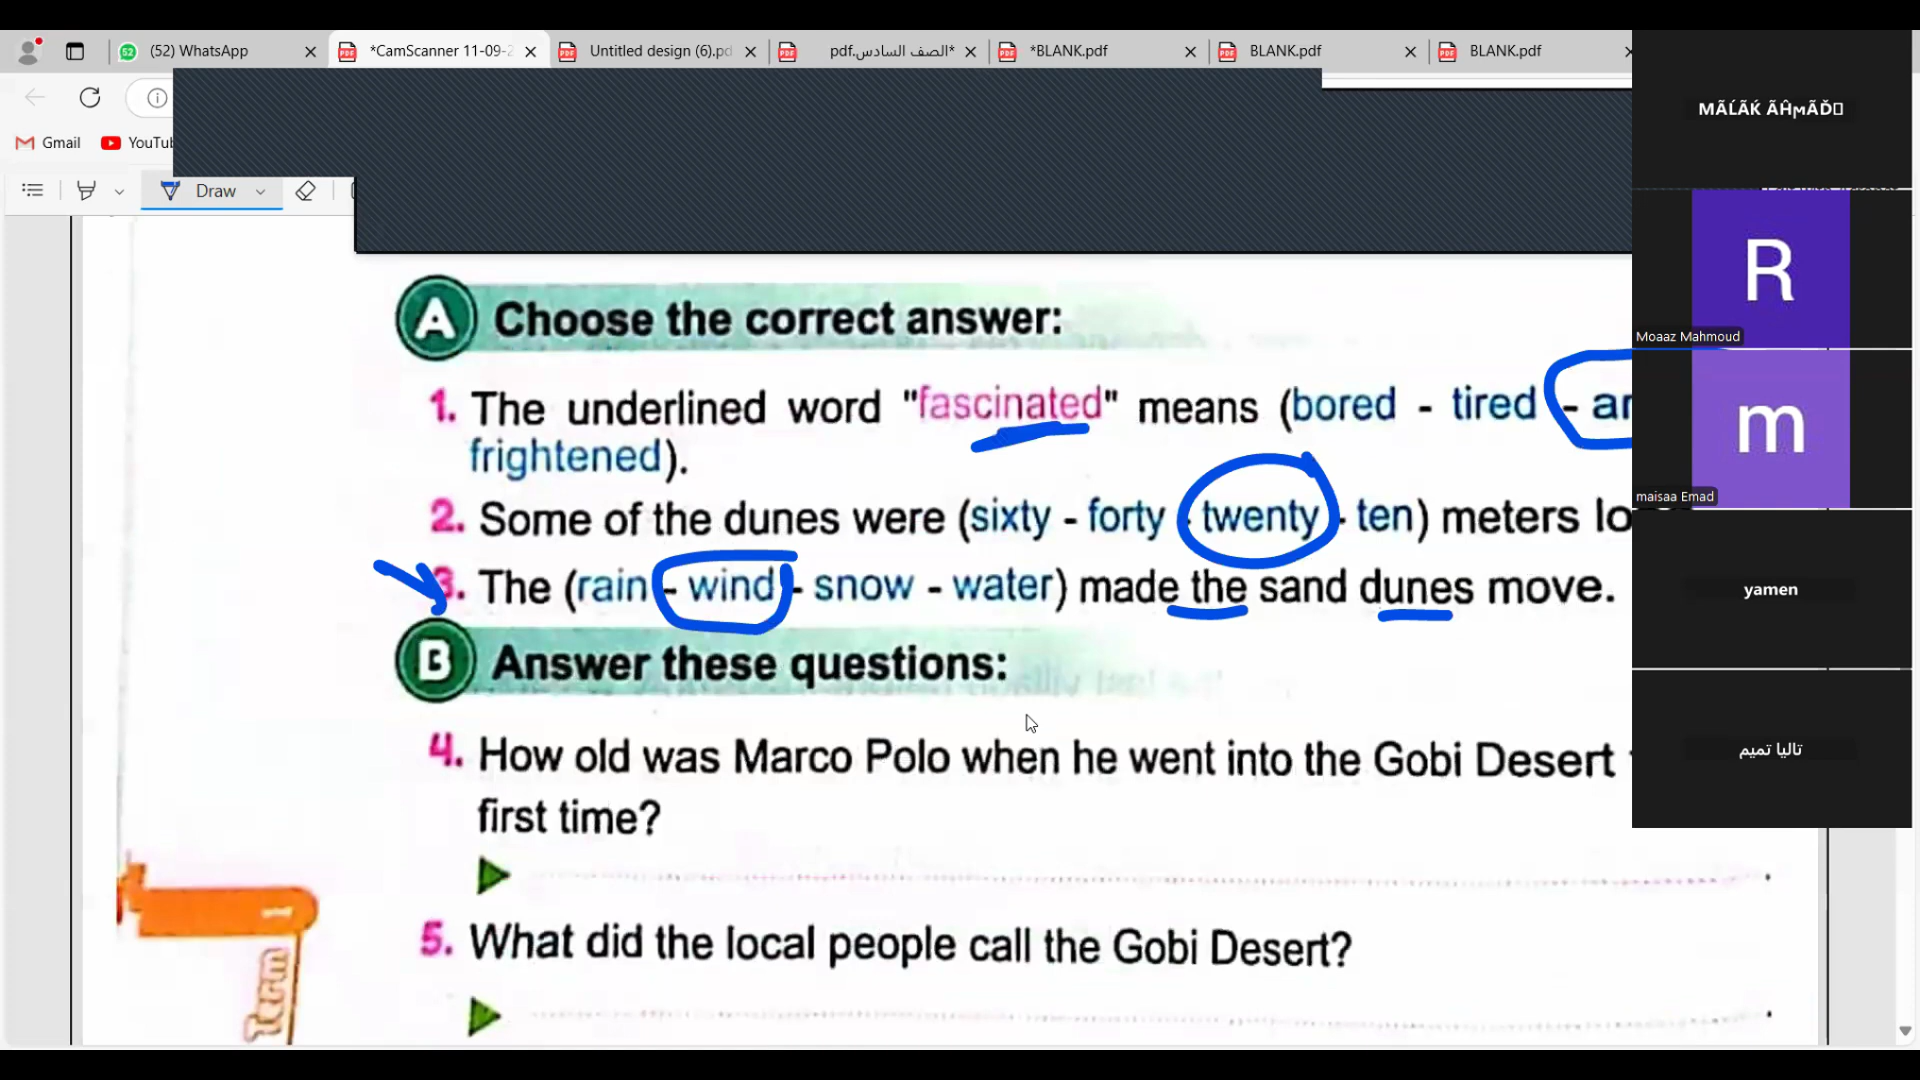 (52) WhatsApp
*CamScanner 11-09-2
Untitled design (6).pd
*الصف السادس.pdf
*BLANK.pdf
BLANK.pdf
BLANK.pdf
Gmail
Draw
MÃĹÃḰ ÃĤϻÃĎ
R
Moaaz Mahmoud
m
maisaa Emad
yamen
تاليا تميم
A Choose the correct answer:
1. The underlined word "fascinated" means (bored - tired -
frightened).
2. Some of the dunes were (sixty - forty - twenty - ten) meters
3. The (rain - wind - snow - water) made the sand dunes move.
B Answer these questions:
4. How old was Marco Polo when he went into the Gobi Desert
first time?
5. What did the local people call the Gobi Desert?
Term